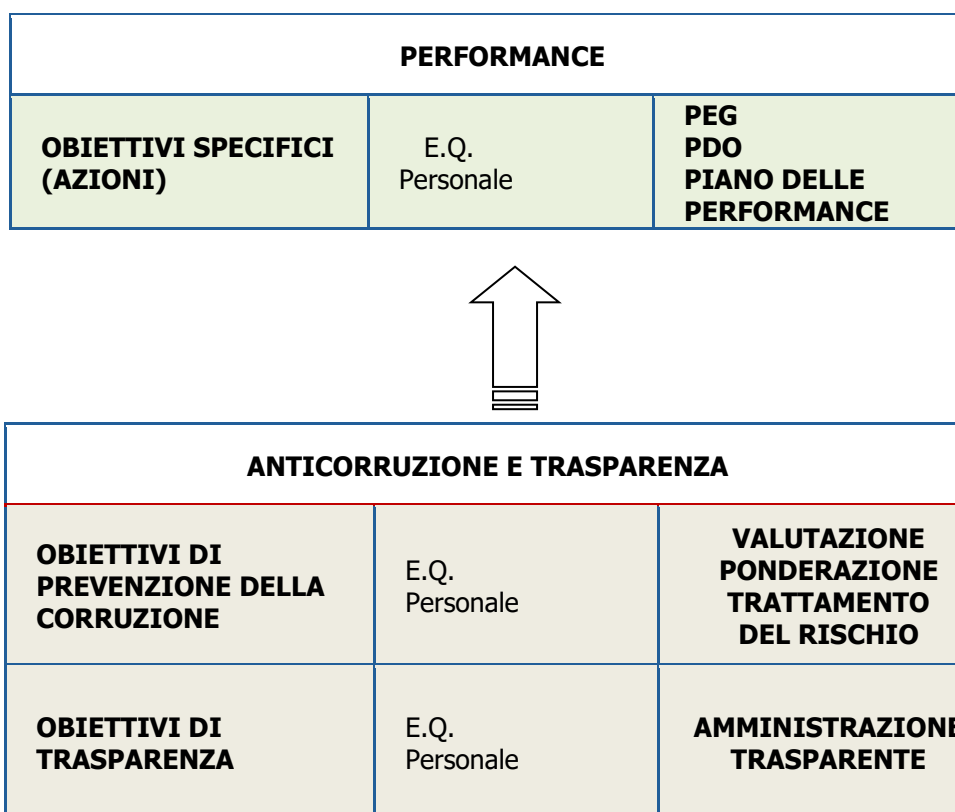 PERFORMANCE
OBIETTIVI SPECIFICI
(AZIONI)
E.Q.
Personale
PEG
PDO
PIANO DELLE
PERFORMANCE
ANTICORRUZIONE E TRASPARENZA
OBIETTIVI DI
PREVENZIONE DELLA
CORRUZIONE
E.Q.
Personale
VALUTAZIONE
PONDERAZIONE
TRATTAMENTO
DEL RISCHIO
OBIETTIVI DI
TRASPARENZA
E.Q.
Personale
AMMINISTRAZIONE
TRASPARENTE